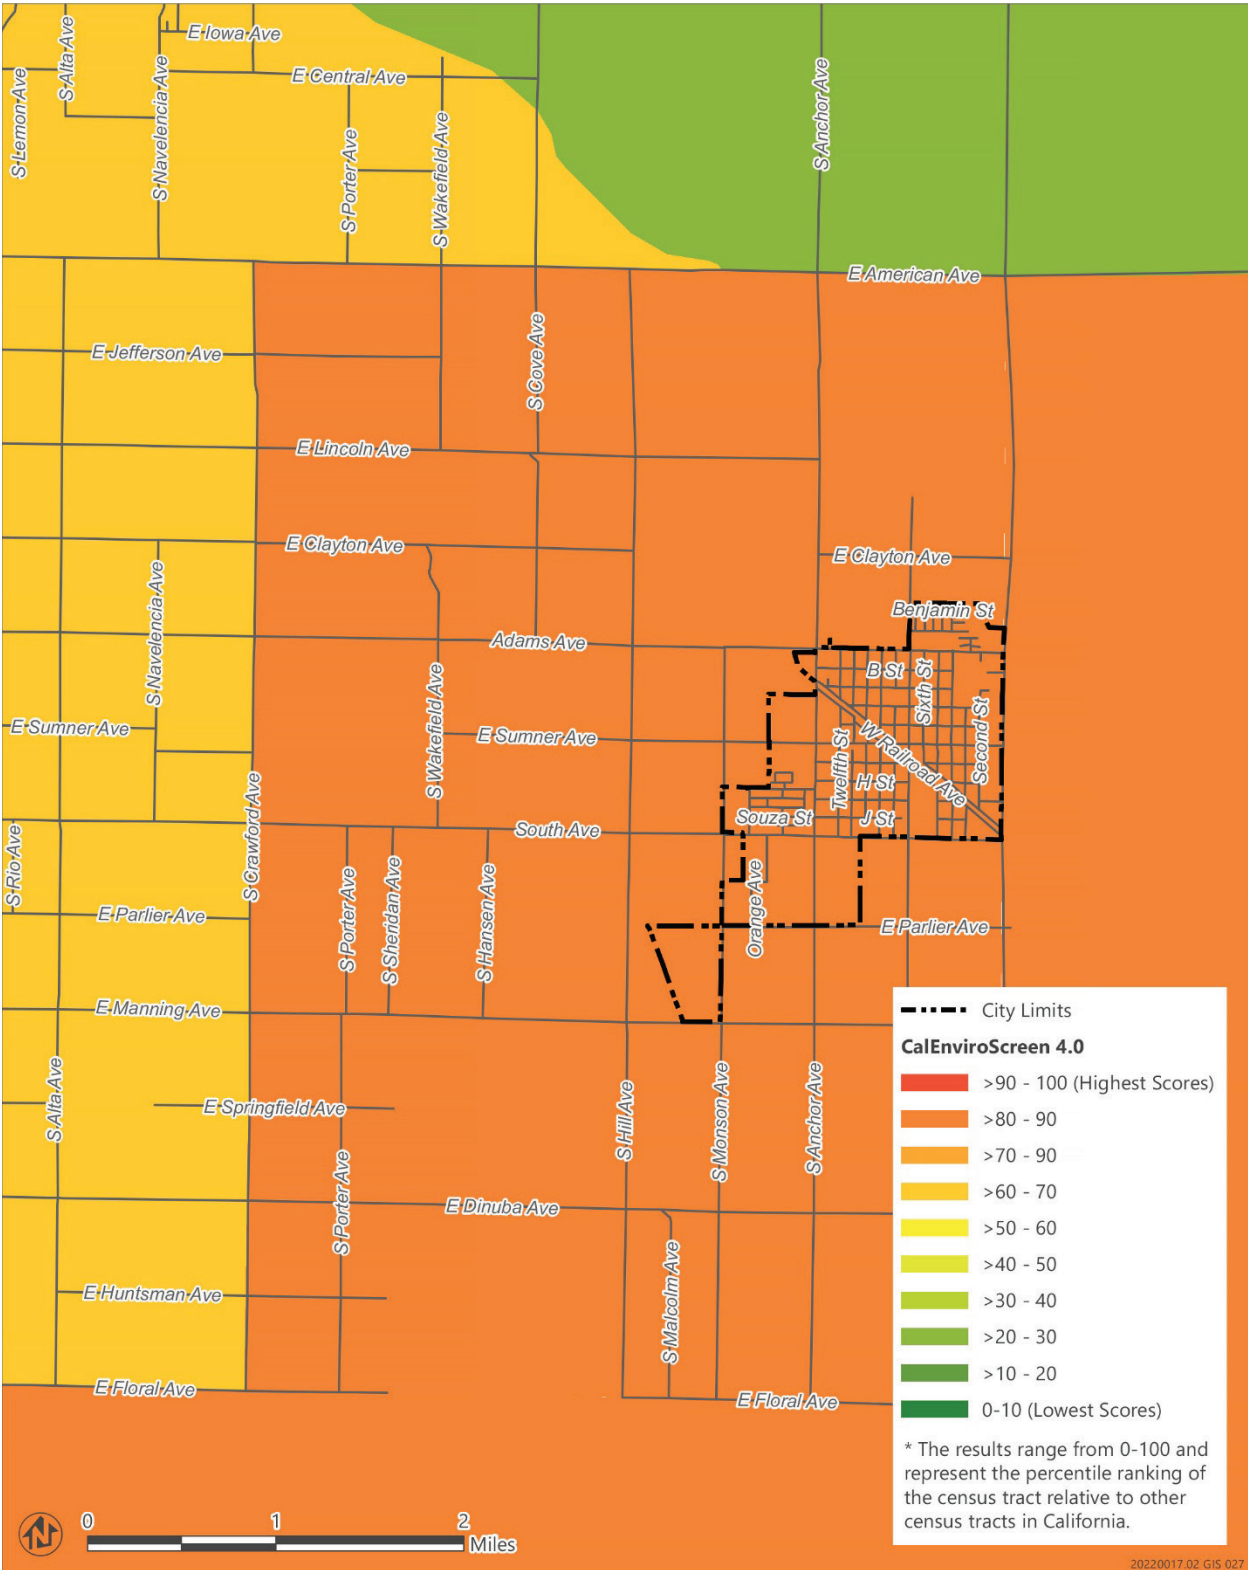 E Iowa Ave
S Alta Ave
S Lemon Ave
S Navelencia Ave
E Central Ave
S Porter Ave
S Wakefield Ave
S Anchor Ave
E American Ave
E Jefferson Ave
S Cove Ave
E Lincoln Ave
E Clayton Ave
E Clayton Ave
S Navelencia Ave
Benjamin St
Adams Ave
B St
Sixth St
S Wakefield Ave
E Sumner Ave
E Sumner Ave
Second St
W Railroad Ave
Twelfth St
H St
S Crawford Ave
South Ave
Souza St
J St
S Rio Ave
E Parlier Ave
S Porter Ave
S Sheridan Ave
S Hansen Ave
Orange Ave
E Parlier Ave
E Manning Ave
S Alta Ave
E Springfield Ave
S Hill Ave
S Monson Ave
S Anchor Ave
S Porter Ave
E Dinuba Ave
E Huntsman Ave
S Malcolm Ave
E Floral Ave
E Floral Ave
City Limits
CalEnviroScreen 4.0
>90 - 100 (Highest Scores)
>80 - 90
>70 - 90
>60 - 70
>50 - 60
>40 - 50
>30 - 40
>20 - 30
>10 - 20
0-10 (Lowest Scores)
* The results range from 0-100 and
represent the percentile ranking of
the census tract relative to other
census tracts in California.
N
0 1 2
Miles
20220017.02 GIS 027